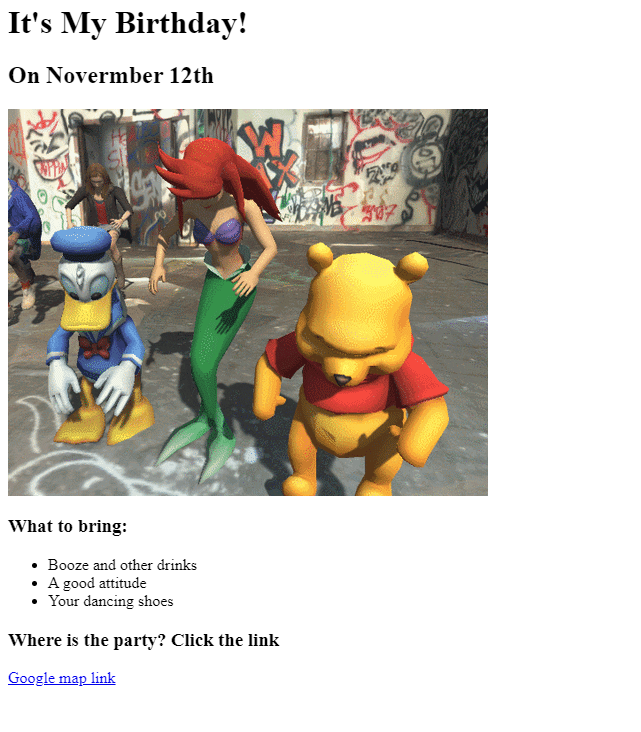 It's My Birthday!
On Novermber 12th
What to bring:
Booze and other drinks
A good attitude
Your dancing shoes
Where is the party? Click the link
Google map link